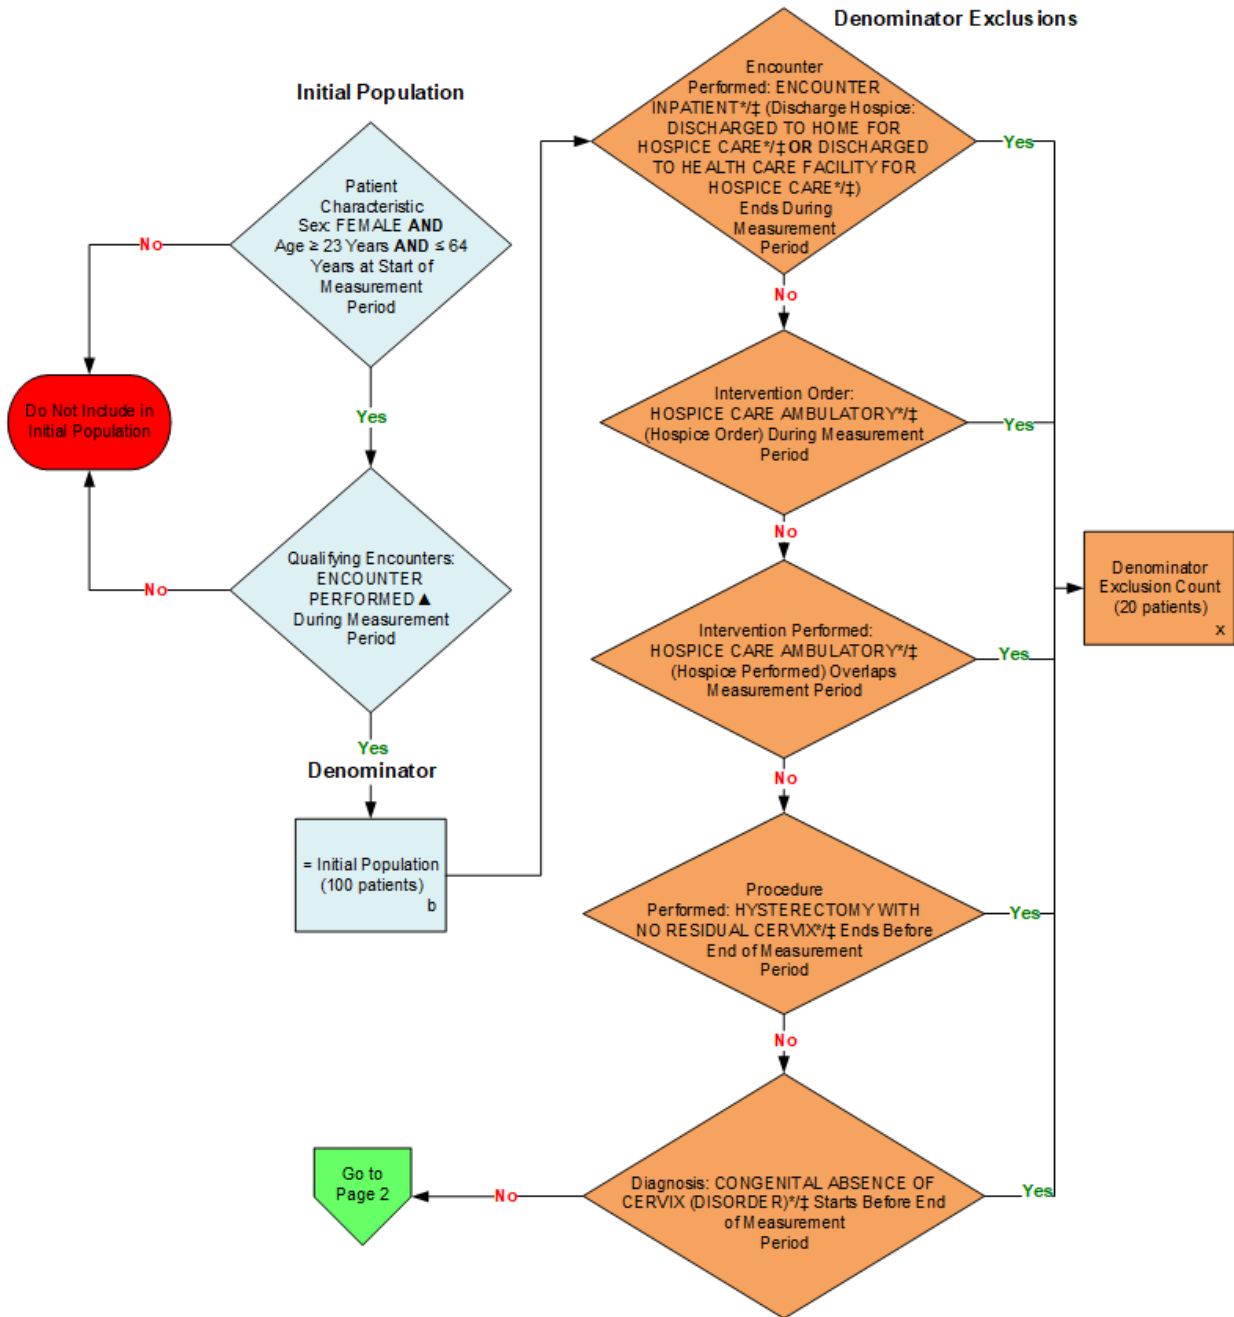 Denominator Exclusions
Initial Population
Patient
Characteristic
Sex: FEMALE AND
Age ≥ 23 Years AND ≤ 64
Years at Start of
Measurement
Period
No
Yes
Do Not Include in
Initial Population
Qualifying Encounters:
ENCOUNTER
PERFORMED▲
During Measurement
Period
No
Yes
Denominator
= Initial Population
(100 patients)
b
Encounter
Performed: ENCOUNTER
INPATIENT*/‡ (Discharge Hospice:
DISCHARGED TO HOME FOR
HOSPICE CARE*/‡ OR DISCHARGED
TO HEALTH CARE FACILITY FOR
HOSPICE CARE*/‡)
Ends During
Measurement
Period
Yes
No
Intervention Order:
HOSPICE CARE AMBULATORY*/‡
(Hospice Order) During Measurement
Period
Yes
No
Intervention Performed:
HOSPICE CARE AMBULATORY*/‡
(Hospice Performed) Overlaps
Measurement Period
Yes
No
Procedure
Performed: HYSTERECTOMY WITH
NO RESIDUAL CERVIX*/‡ Ends Before
End of Measurement
Period
Yes
No
Diagnosis: CONGENITAL ABSENCE OF
CERVIX (DISORDER)*/‡ Starts Before End
of Measurement
Period
Yes
No
Denominator
Exclusion Count
(20 patients)
x
Go to
Page 2